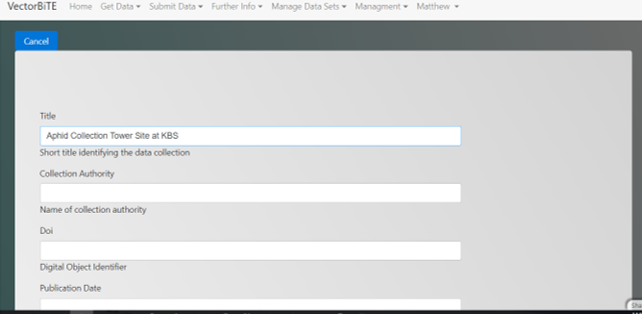 VectorBiTE Home Get Data Submit Data Further Info Manage Data Sets Managment Matthew
Cancel
Title
Aphid Collection Tower Site at KBS
Short title identifying the data collection
Collection Authority
Name of collection authority
Doi
Digital Object Identifier
Publication Date